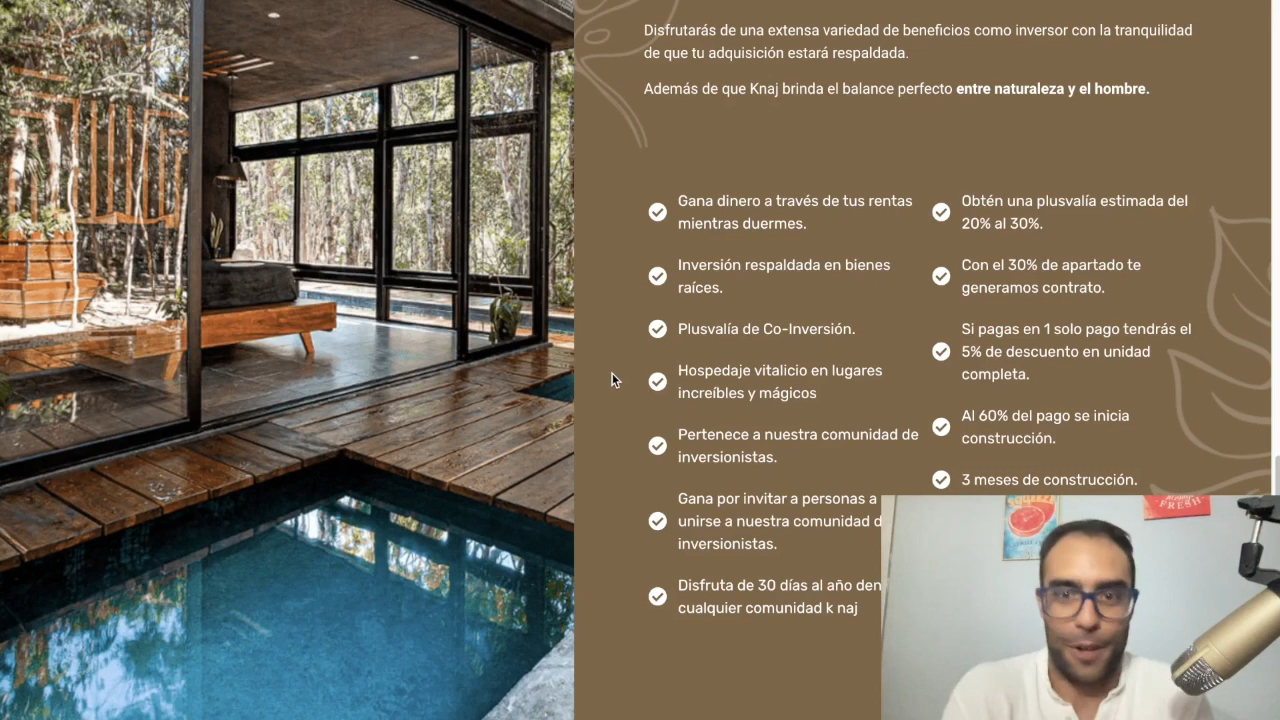 Disfrutarás de una extensa variedad de beneficios como inversor con la tranquilidad
de que tu adquisición estará respaldada.
Además de que Knaj brinda el balance perfecto entre naturaleza y el hombre.
Gana dinero a través de tus rentas
mientras duermes.
Inversión respaldada en bienes
raíces.
Plusvalía de Co-Inversión.
Hospedaje vitalicio en lugares
increíbles y mágicos
Pertenece a nuestra comunidad de
inversionistas.
Gana por invitar a personas a
unirse a nuestra comunidad d
inversionistas.
Disfruta de 30 días al año den
cualquier comunidad k naj
Obtén una plusvalía estimada del
20% al 30%.
Con el 30% de apartado te
generamos contrato.
Si pagas en 1 solo pago tendrás el
5% de descuento en unidad
completa.
Al 60% del pago se inicia
construcción.
3 meses de construcción.
FRESH